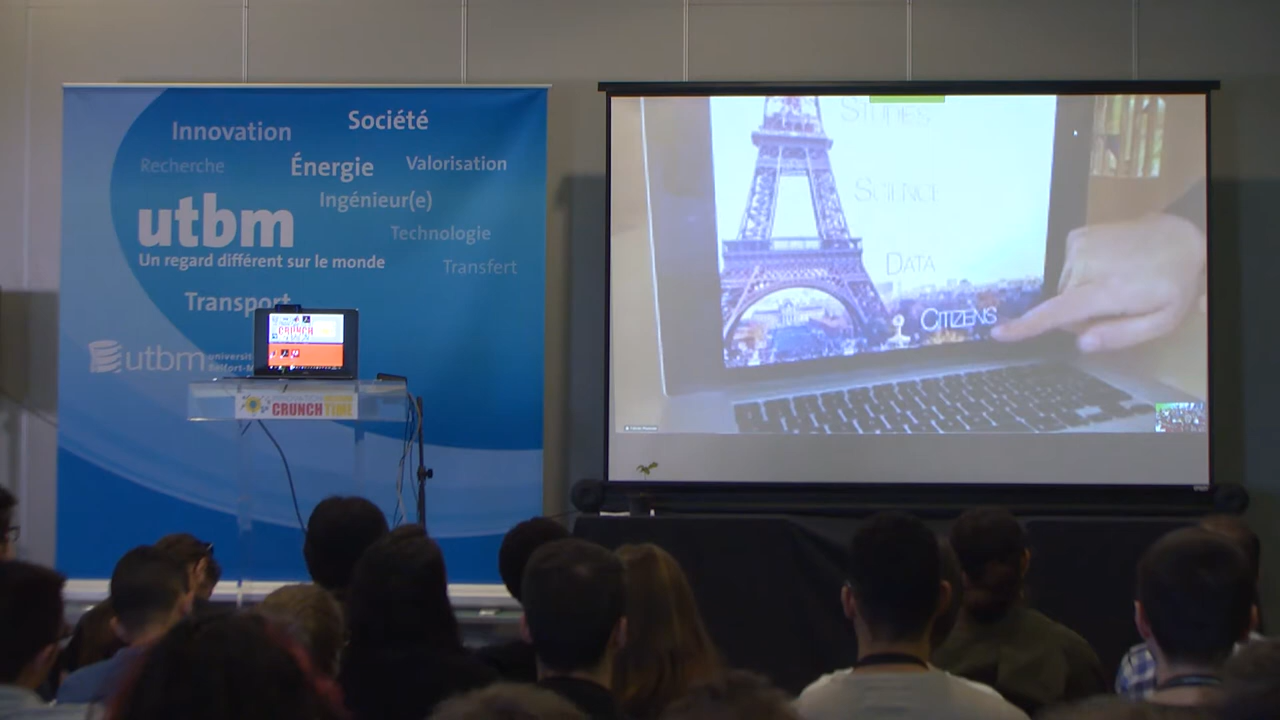 Innovation
Société
Recherche
Énergie
Valorisation
Ingénieur(e)
utbm
Technologie
Un regard différent sur le monde
Transfert
Transport
utbm
CRUNCH
CRUNCH TIME
STUDIES
SCIENCE
DATA
CITIZENS